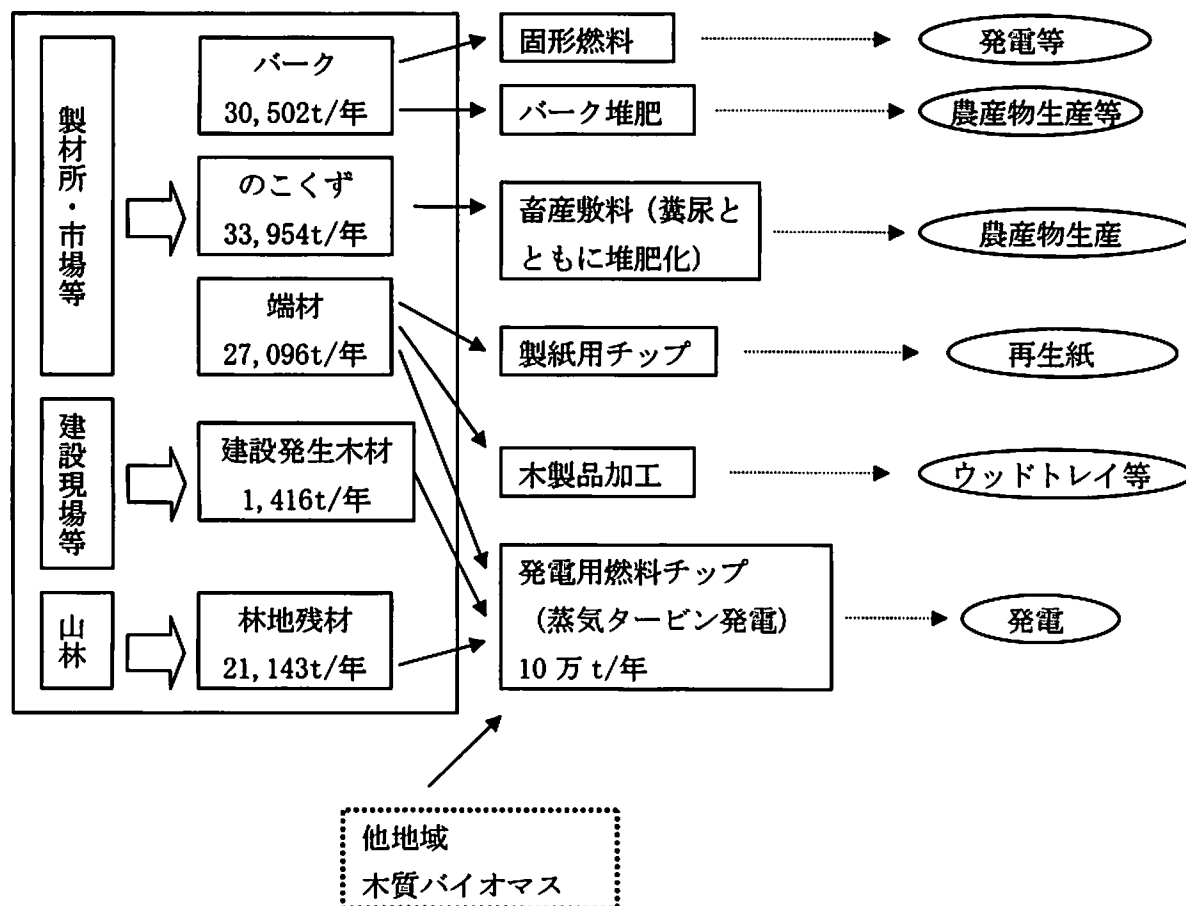 製材所・市場等
バーク
30,502t/年
のこくず
33,954t/年
端材
27,096t/年
建設現場等
建設発生木材
1,416t/年
山林
林地残材
21,143t/年
固形燃料
発電等
バーク堆肥
農産物生産等
畜産敷料（糞尿と
ともに堆肥化）
農産物生産
製紙用チップ
再生紙
木製品加工
ウッドトレイ等
発電用燃料チップ
（蒸気タービン発電）
10万t/年
発電
他地域
木質バイオマス